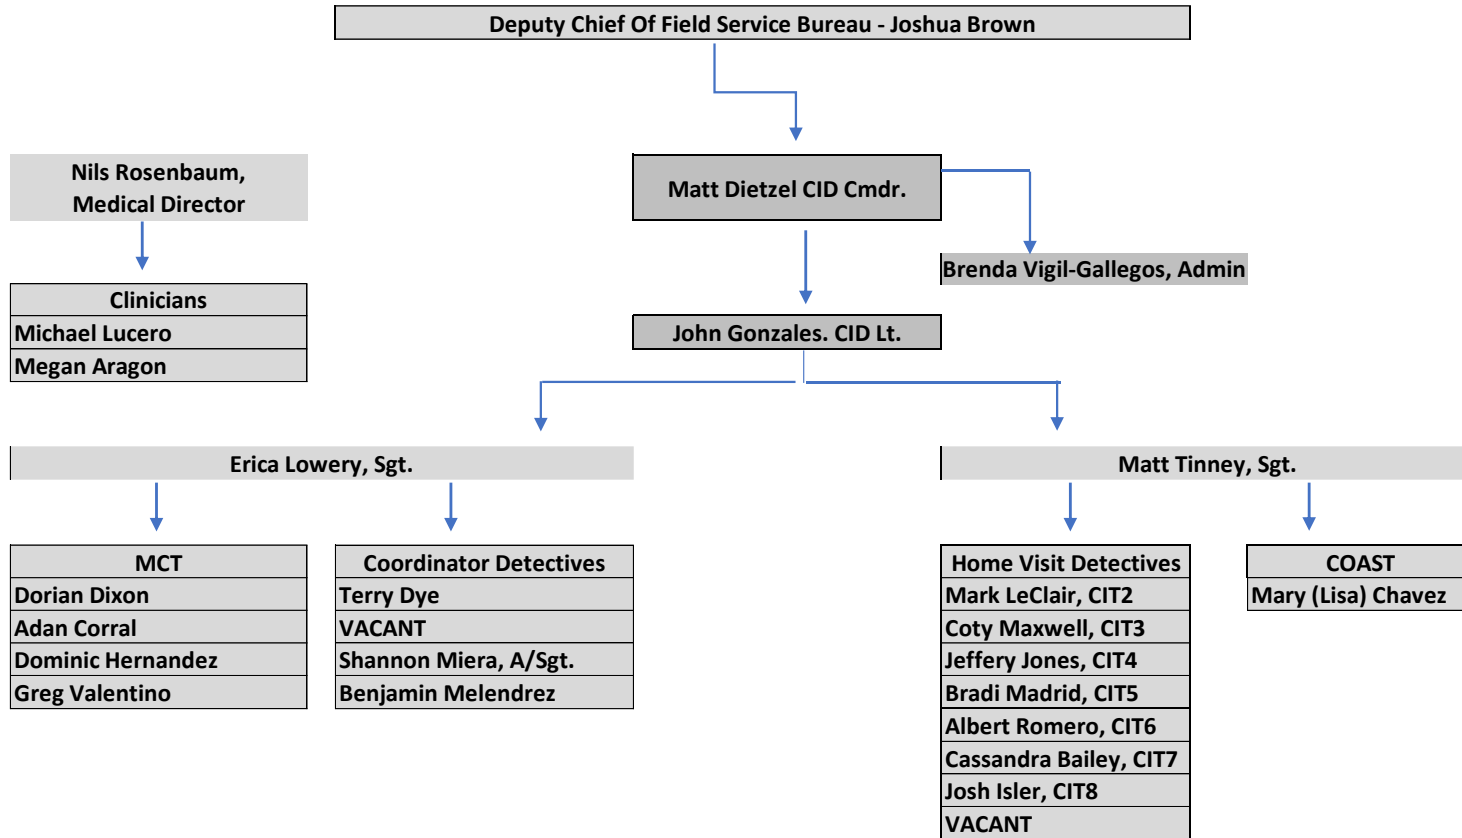 Deputy Chief Of Field Service Bureau - Joshua Brown
Nils Rosenbaum,
Medical Director
Matt Dietzel CID Cmdr.
Brenda Vigil-Gallegos, Admin
Clinicians
Michael Lucero
Megan Aragon
John Gonzales. CID Lt.
Erica Lowery, Sgt.
Matt Tinney, Sgt.
MCT
Dorian Dixon
Adan Corral
Dominic Hernandez
Greg Valentino
Coordinator Detectives
Terry Dye
VACANT
Shannon Miera, A/Sgt.
Benjamin Melendrez
Home Visit Detectives
Mark LeClair, CIT2
Coty Maxwell, CIT3
Jeffery Jones, CIT4
Bradi Madrid, CIT5
Albert Romero, CIT6
Cassandra Bailey, CIT7
Josh Isler, CIT8
VACANT
COAST
Mary (Lisa) Chavez